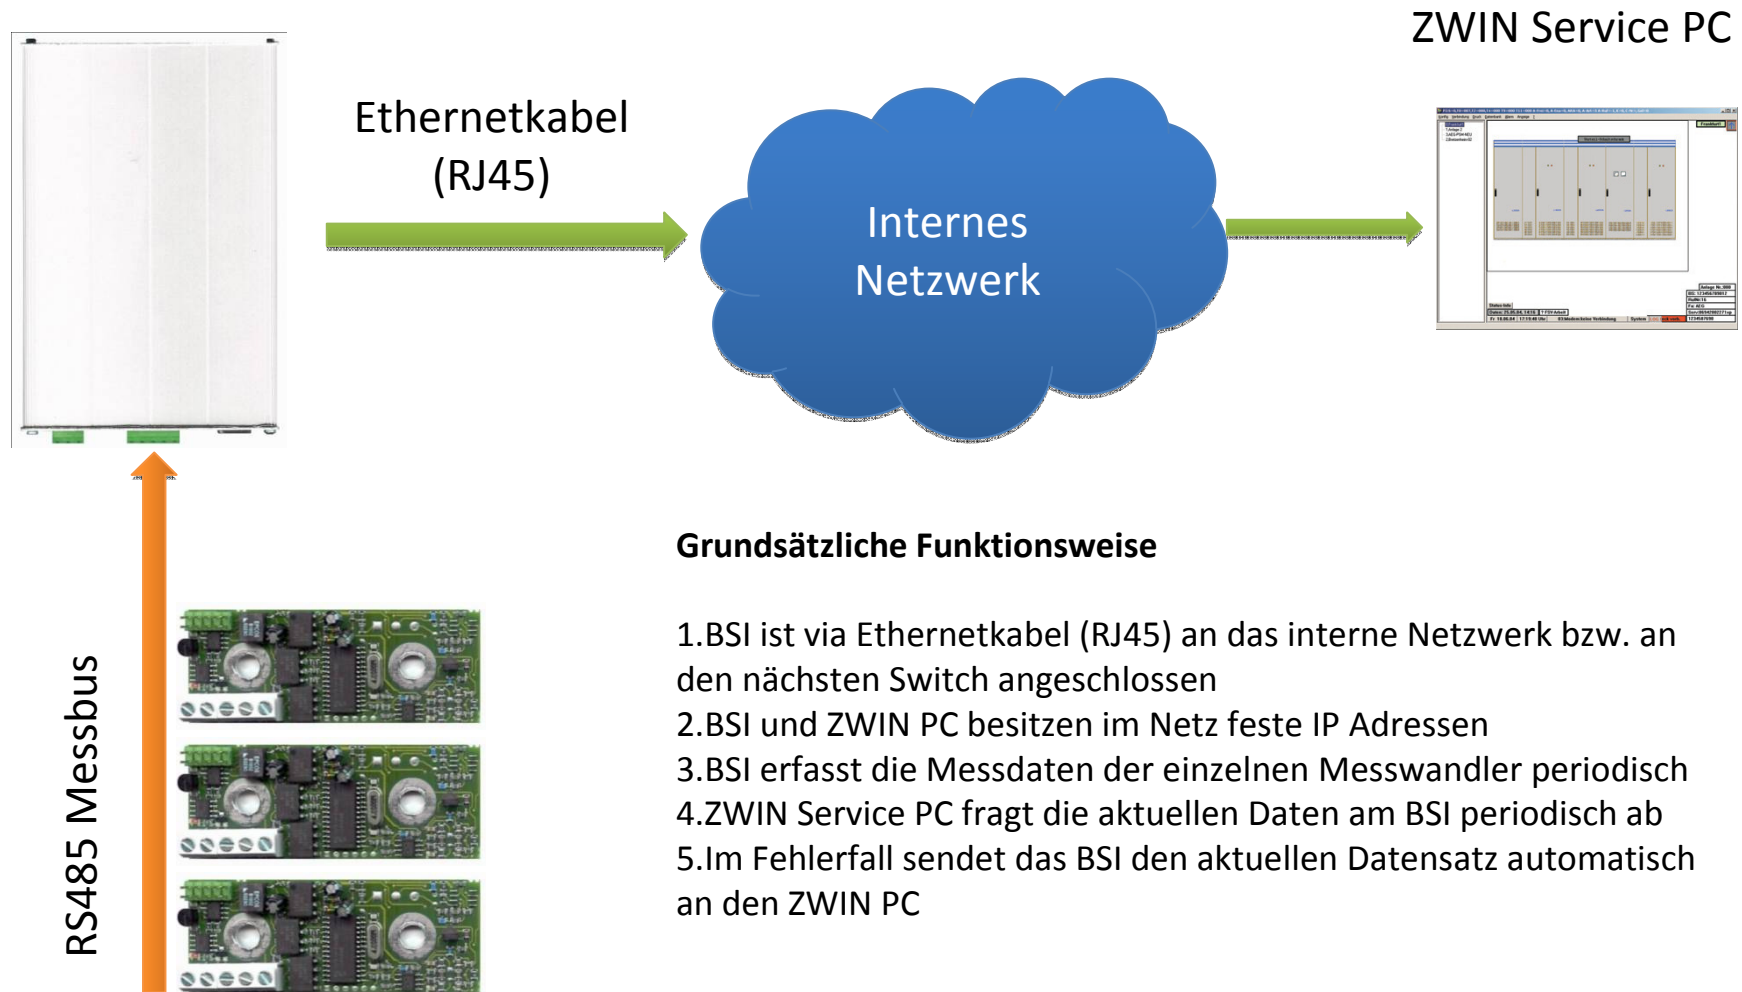 ZWIN Service PC
Ethernetkabel
(RJ45)
Internes
Netzwerk
RS485 Messbus
Grundsätzliche Funktionsweise
1.BSI ist via Ethernetkabel (RJ45) an das interne Netzwerk bzw. an
den nächsten Switch angeschlossen
2.BSI und ZWIN PC besitzen im Netz feste IP Adressen
3.BSI erfasst die Messdaten der einzelnen Messwandler periodisch
4.ZWIN Service PC fragt die aktuellen Daten am BSI periodisch ab
5.Im Fehlerfall sendet das BSI den aktuellen Datensatz automatisch
an den ZWIN PC